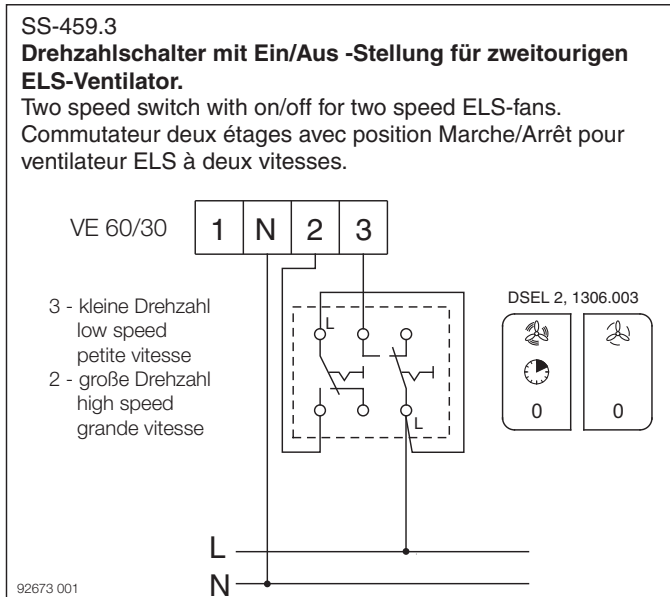 SS-459.3
Drehzahlschalter mit Ein/Aus -Stellung für zweitourigen
ELS-Ventilator.
Two speed switch with on/off for two speed ELS-fans.
Commutateur deux étages avec position Marche/Arrêt pour
ventilateur ELS à deux vitesses.
VE 60/30
1 N 2 3
3 - kleine Drehzahl
low speed
petite vitesse
2 - große Drehzahl
high speed
grande vitesse
L
L
DSEL 2, 1306.003
0 0
L
N
92673 001